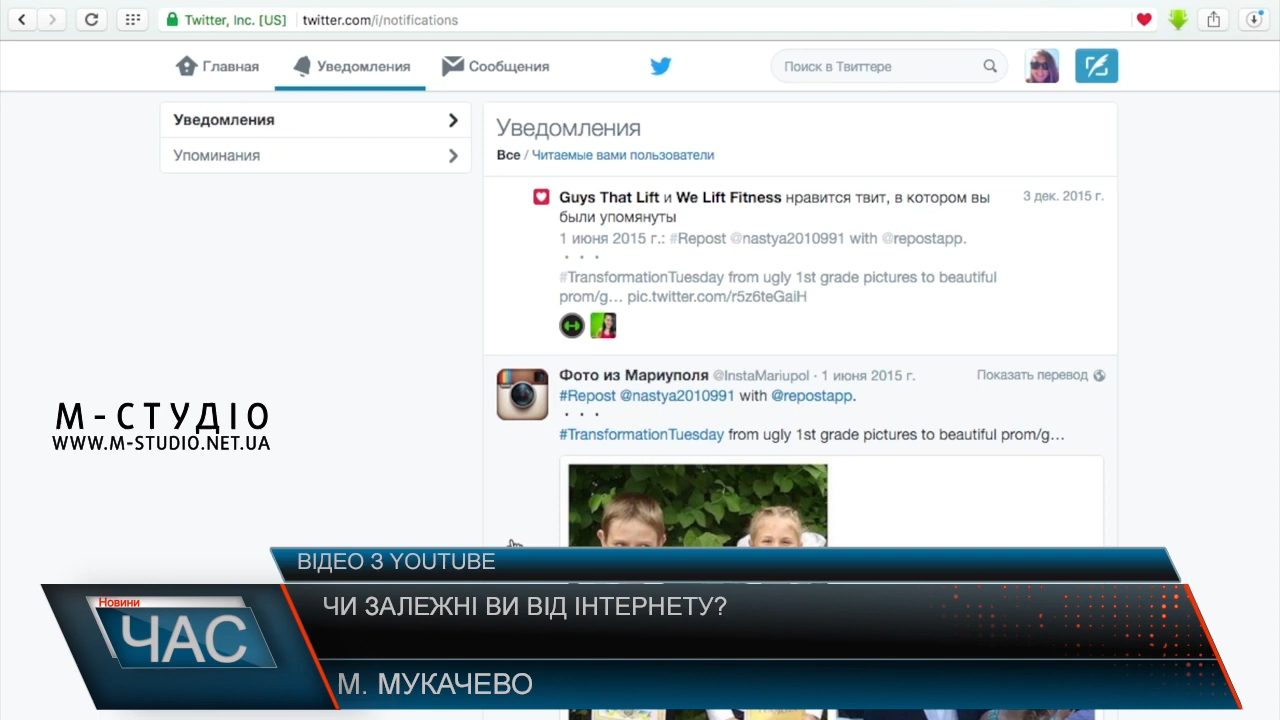 Twitter, Inc. [US] twitter.com/i/notifications
Главная Уведомления Сообщения Поиск в Твиттере
Уведомления
Упоминания
Уведомления
Все / Читаемые вами пользователи
Guys That Lift и We Lift Fitness нравится твит, в котором вы 3 дек. 2015 г.
были упомянуты
1 июня 2015 г.: #Repost @nastya2010991 with @repostapp.
・・・
#TransformationTuesday from ugly 1st grade pictures to beautiful
prom/g... pic.twitter.com/r5z6teGaiH
Фото из Мариуполя @InstaMariupol · 1 июня 2015 г. Показать перевод
#Repost @nastya2010991 with @repostapp.
・・・
#TransformationTuesday from ugly 1st grade pictures to beautiful prom/g...
М-СТУДІО
WWW.M-STUDIO.NET.UA
ВІДЕО З YOUTUBE
Новини
ЧАС
ЧИ ЗАЛЕЖНІ ВИ ВІД ІНТЕРНЕТУ?
М. МУКАЧЕВО